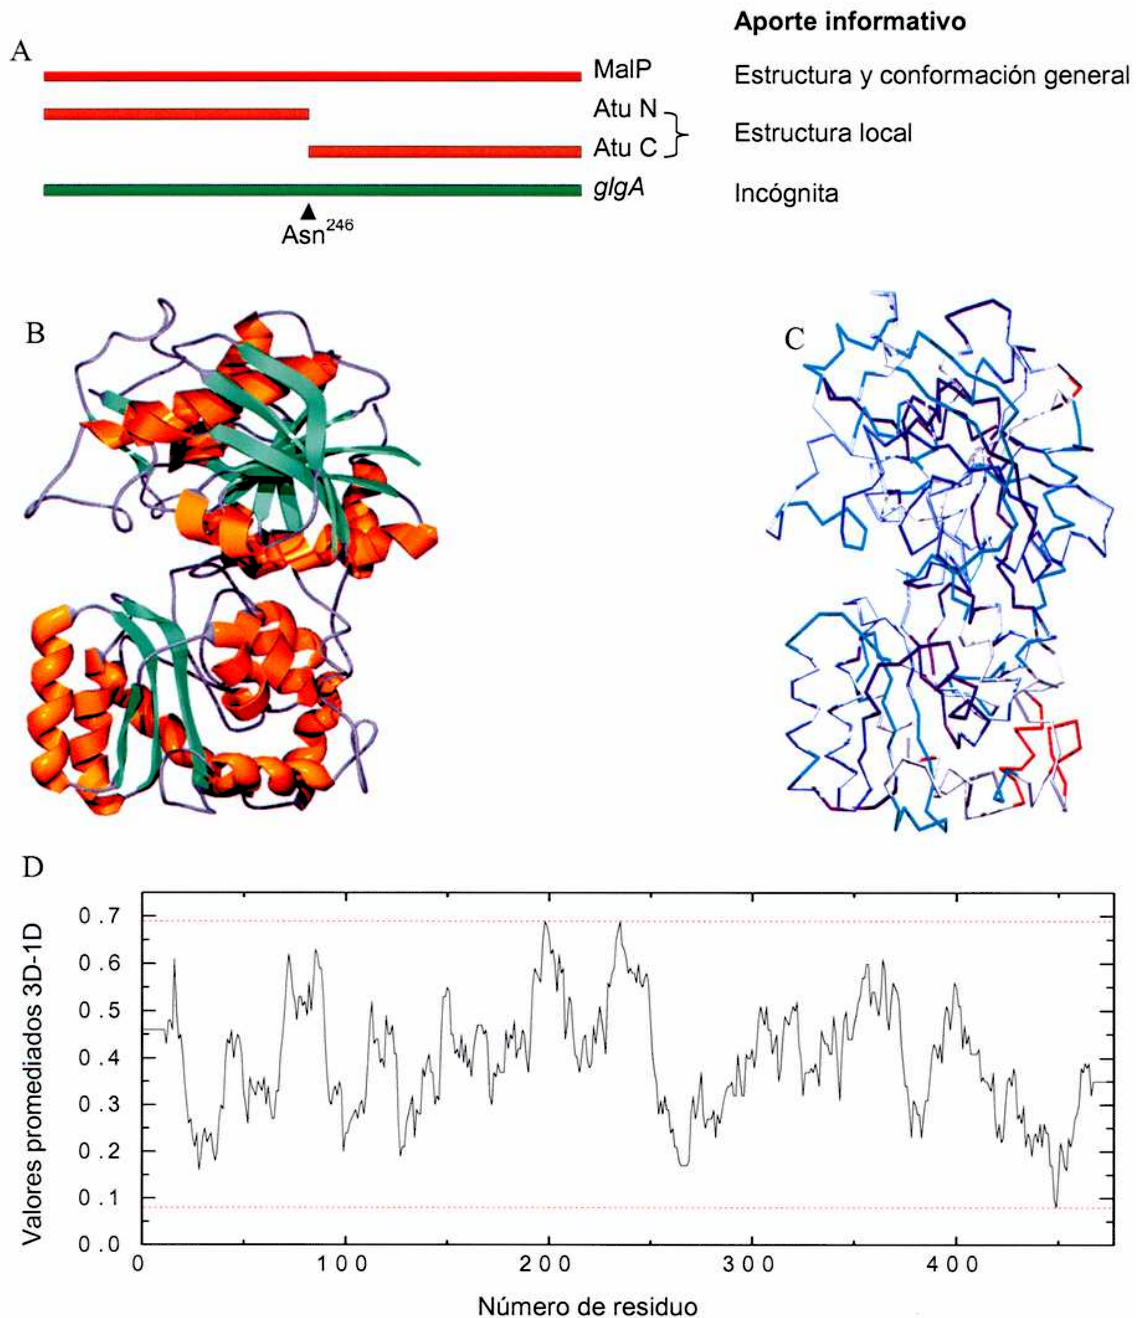 Aporte informativo
A
MalP
Estructura y conformación general
Atu N
Atu C
Estructura local
glgA
Incógnita
Asn246
B
C
D
Valores promediados 3D-1D
0.7
0.6
0.5
0.4
0.3
0.2
0.1
0.0
0
100
200
300
400
Número de residuo